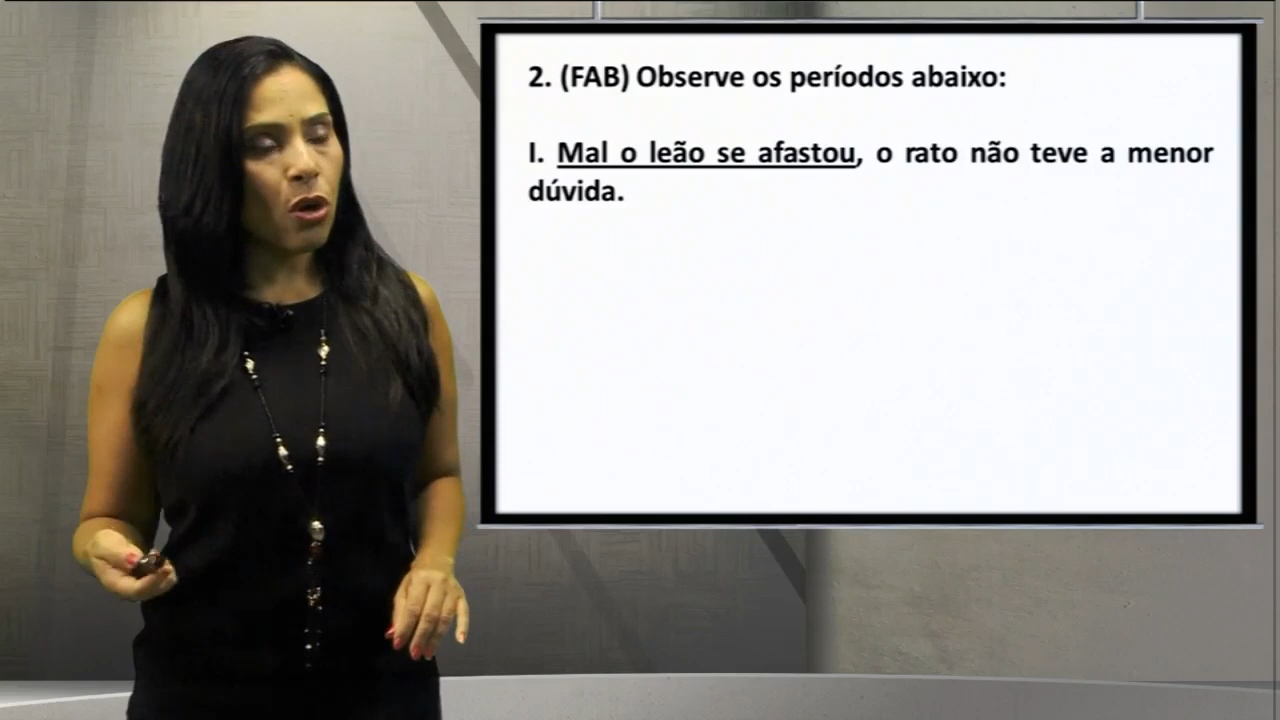 2. (FAB) Observe os períodos abaixo:
I. Mal o leão se afastou, o rato não teve a menor
dúvida.